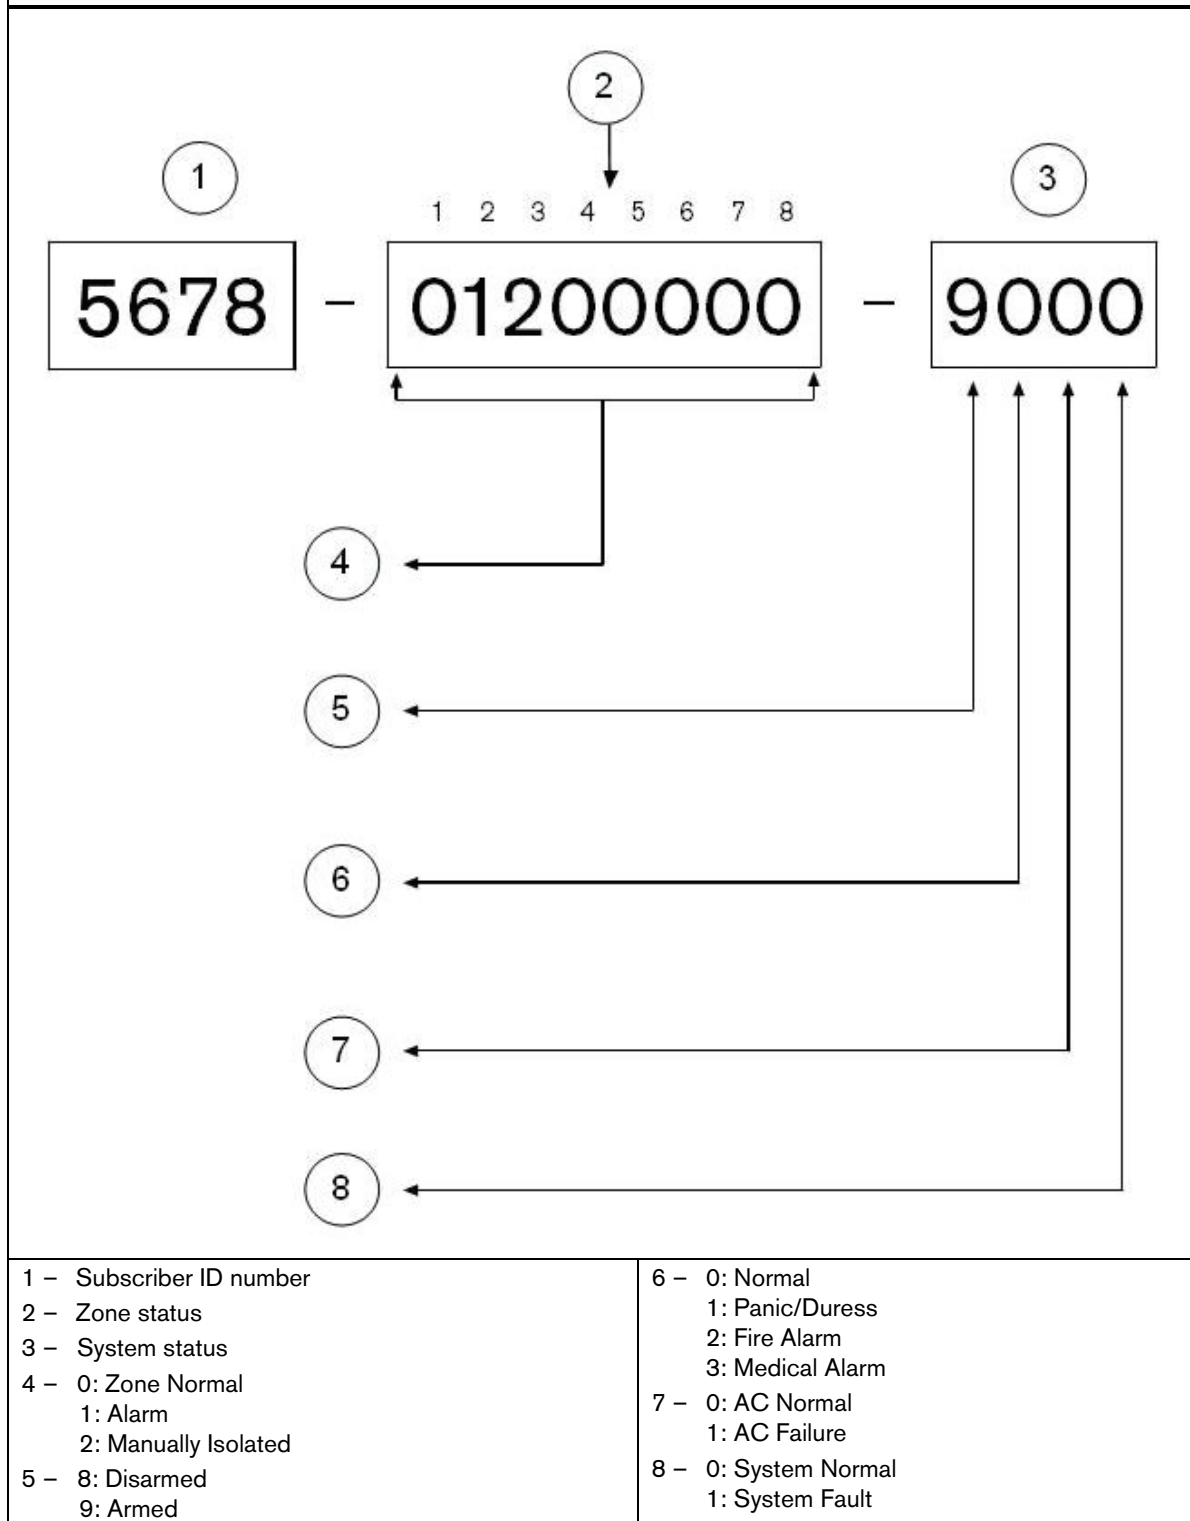 2
1
3
1 2 3 4 5 6 7 8
5678 – 01200000 – 9000
4
5
6
7
8
1 – Subscriber ID number
2 – Zone status
3 – System status
4 – 0: Zone Normal
1: Alarm
2: Manually Isolated
5 – 8: Disarmed
9: Armed
6 – 0: Normal
1: Panic/Duress
2: Fire Alarm
3: Medical Alarm
7 – 0: AC Normal
1: AC Failure
8 – 0: System Normal
1: System Fault